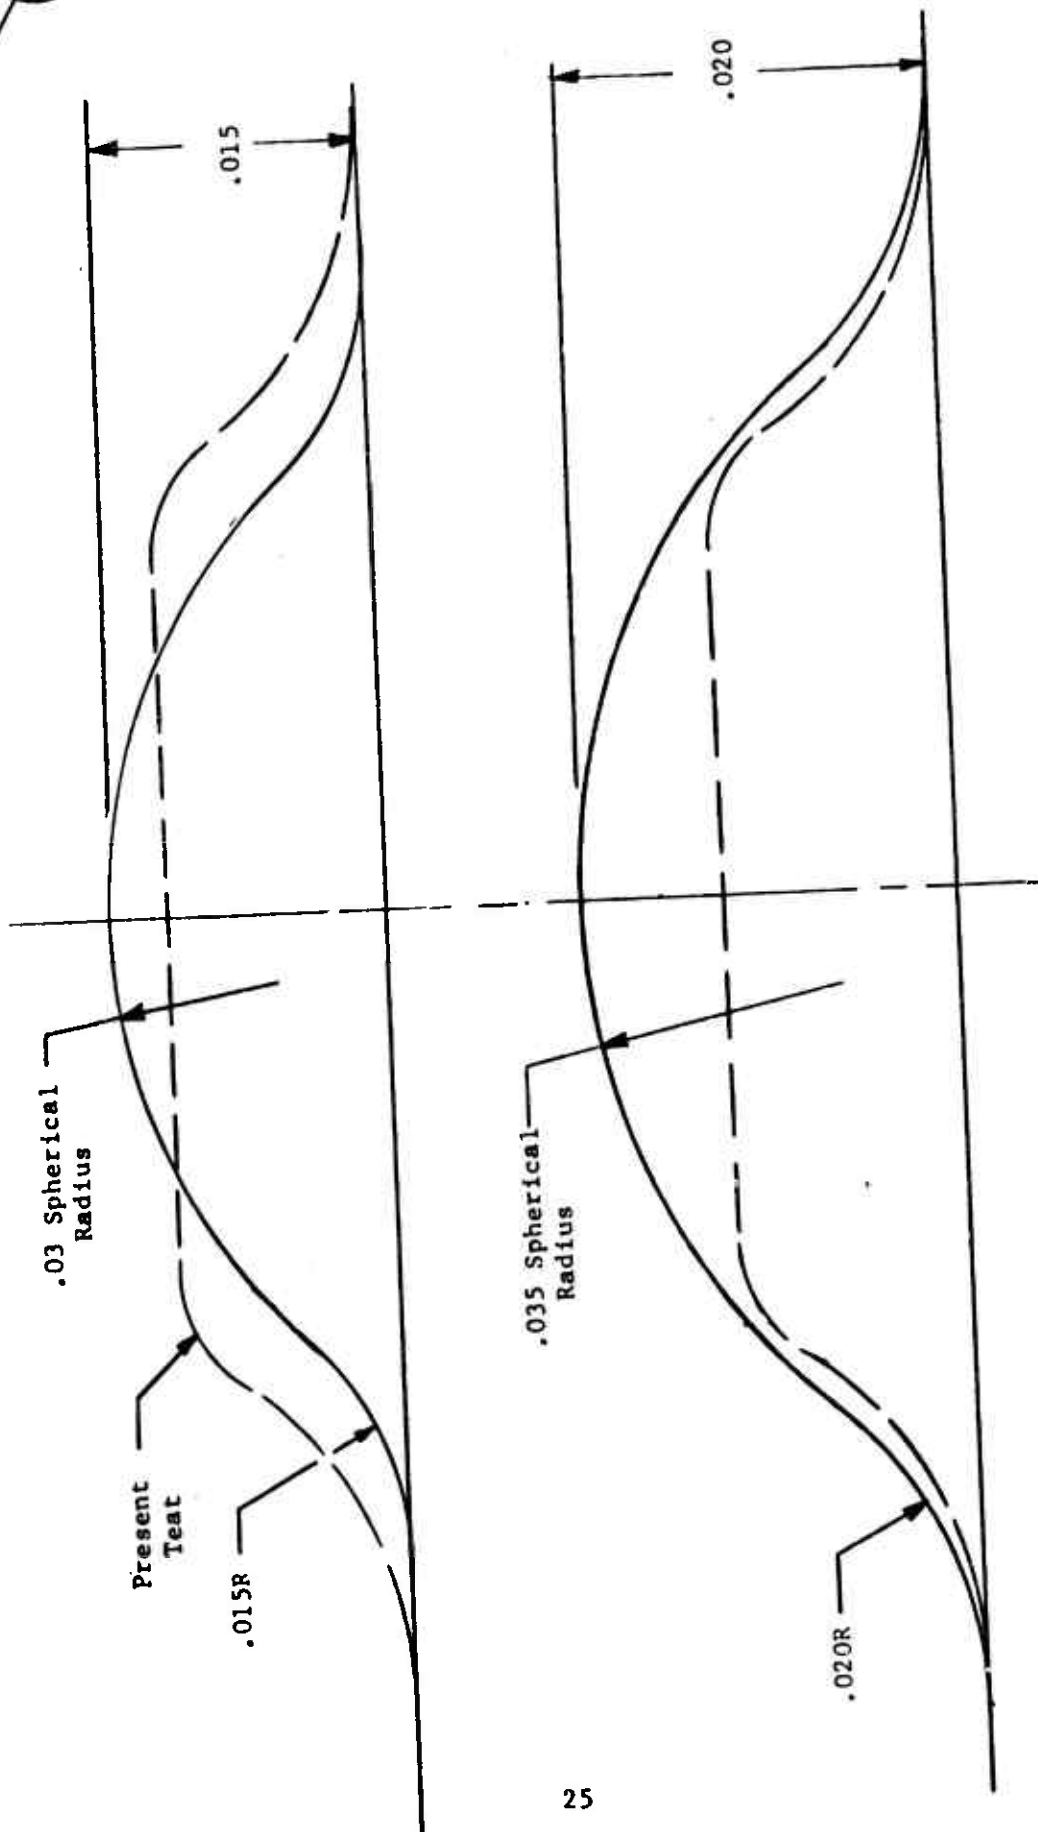 .015
.03 Spherical
Radius
Present
Teat
.015R
.020
.035 Spherical
Radius
.020R
25